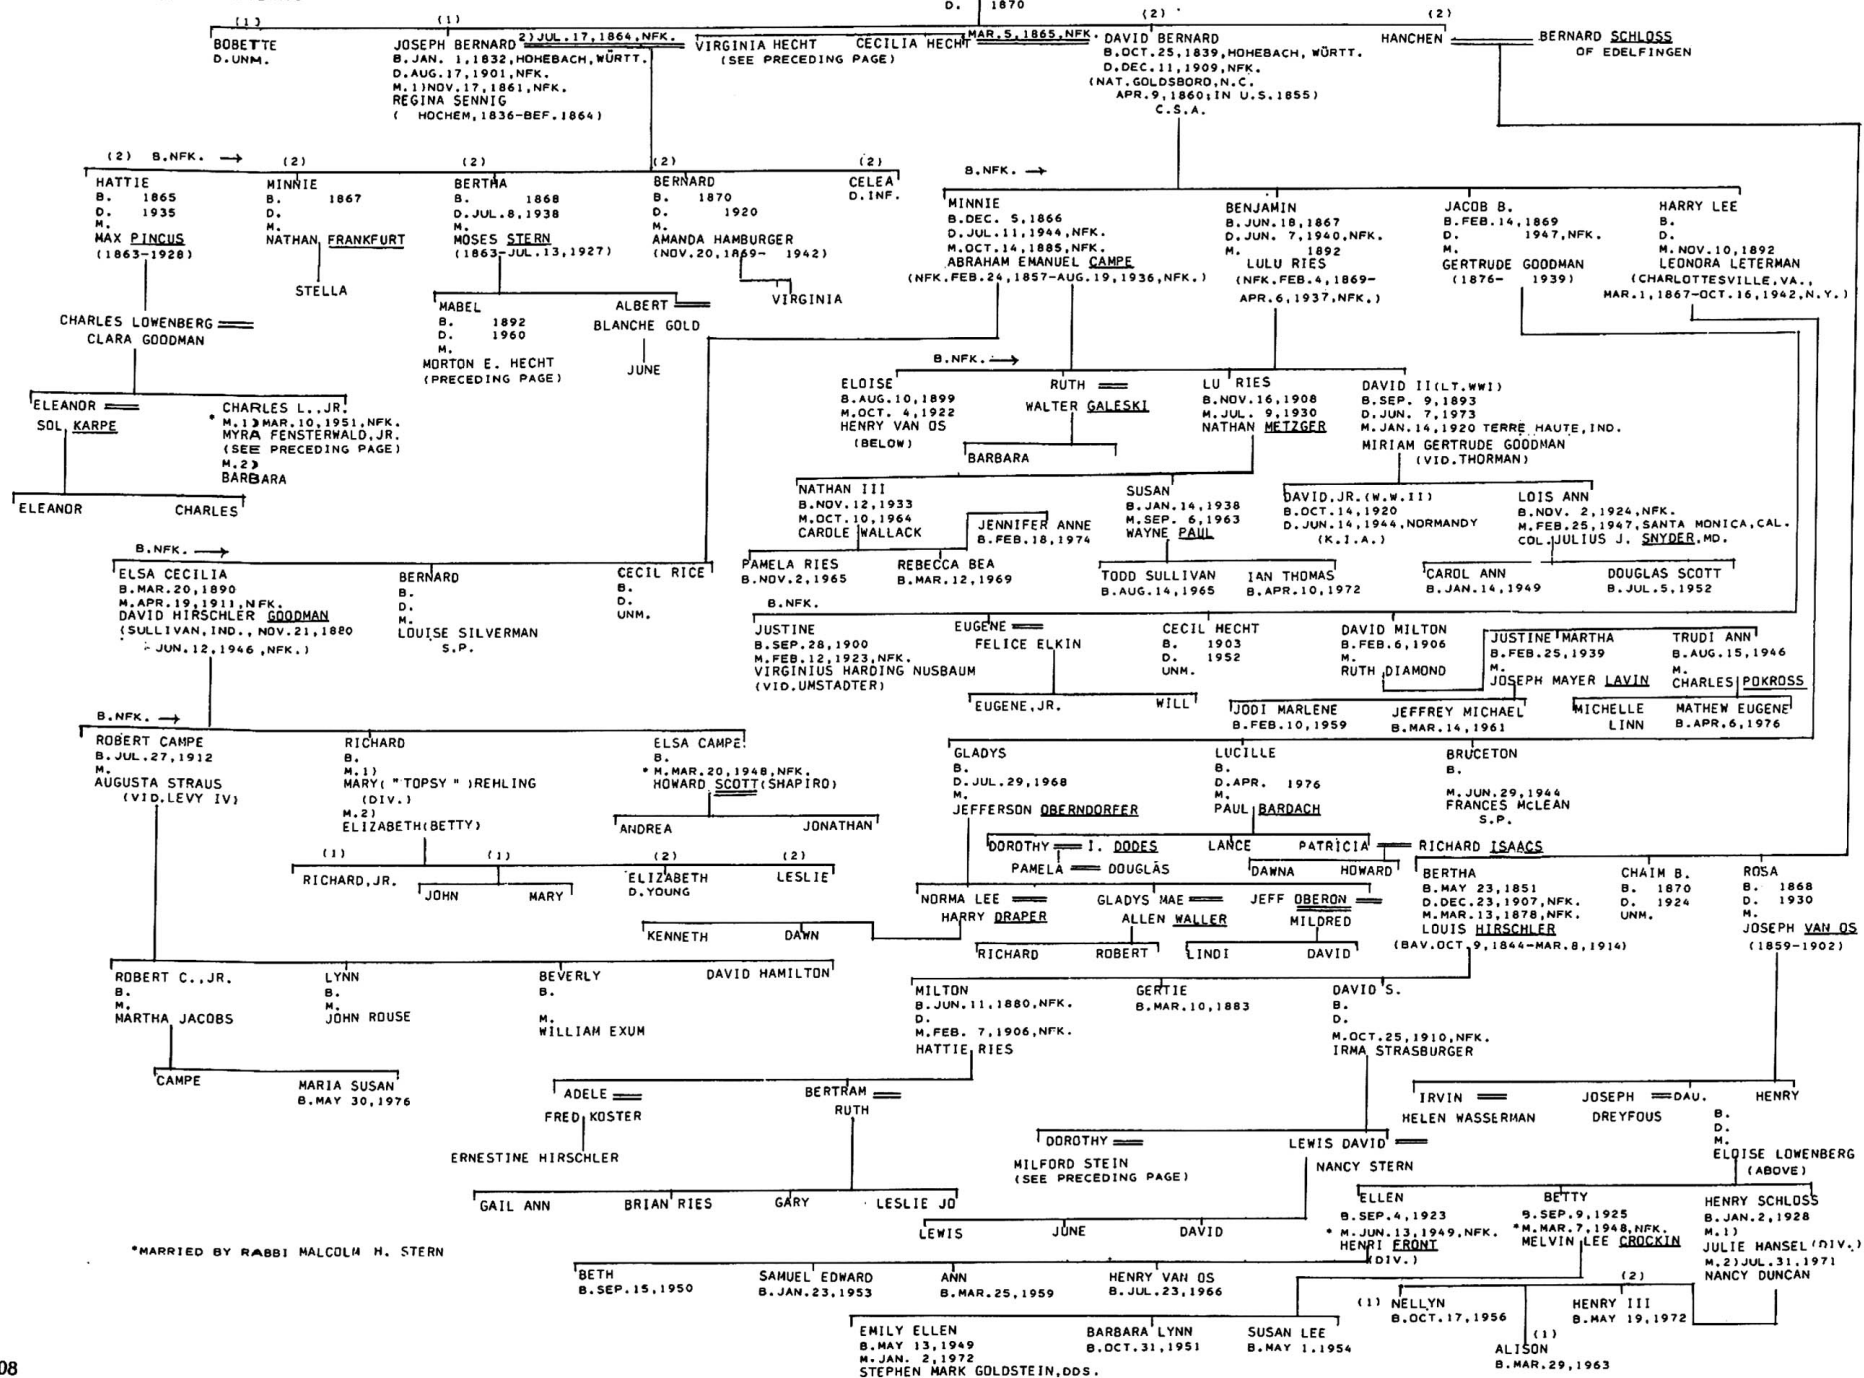 D. 1870
(1) (1) (2) (2)
BOBETTE
D.UNM.
JOSEPH BERNARD 2)JUL.17,1864,NFK. VIRGINIA HECHT
(SEE PRECEDING PAGE)
B.JAN. 1,1832,HOHEBACH,WÜRTT.
D.AUG.17,1901,NFK.
M.1)NOV.17,1861,NFK.
REGINA SENNIG
( HOCHEM,1836-BEF.1864)
CECILIA HECHT MAR.5,1865,NFK. DAVID BERNARD
B.OCT.25,1839,HOHEBACH,WÜRTT.
D.DEC.11,1909,NFK.
(NAT.GOLDSBORO,N.C.
APR.9,1860;IN U.S.1855)
C.S.A.
HANCHEN
BERNARD SCHLOSS
OF EDELFINGEN
(2) B.NFK. → (2) (2) (2) (2)
HATTIE
B. 1865
D. 1935
M.
MAX PINCUS
(1863-1928)
MINNIE
B. 1867
D.
M.
NATHAN FRANKFURT
STELLA
BERTHA
B. 1868
D.JUL.8,1938
M.
MOSES STERN
(1863-JUL.13,1927)
BERNARD
B. 1870
D. 1920
M.
AMANDA HAMBURGER
(NOV.20,1869- 1942)
VIRGINIA
CELEA
D.INF.
B.NFK. →
MINNIE
B.DEC. 5,1866
D.JUL.11,1944,NFK.
M.OCT.14,1885,NFK.
ABRAHAM EMANUEL CAMPE
(NFK.FEB.24,1857-AUG.19,1936,NFK.)
BENJAMIN
B.JUN.18,1867
D.JUN. 7,1940,NFK.
M. 1892
LULU RIES
(NFK.FEB.4,1869-
APR.6,1937,NFK.)
JACOB B.
B.FEB.14,1869
D. 1947,NFK.
M.
GERTRUDE GOODMAN
(1876- 1939)
HARRY LEE
B.
D.
M.NOV.10,1892
LEONORA LETERMAN
(CHARLOTTESVILLE,VA.,
MAR.1,1867-OCT.16,1942,N.Y.)
CHARLES LOWENBERG
CLARA GOODMAN
MABEL
B. 1892
D. 1960
M.
MORTON E. HECHT
(PRECEDING PAGE)
ALBERT
BLANCHE GOLD
JUNE
ELEANOR
SOL KARPE
CHARLES L.,JR.
* M.1)MAR.10,1951,NFK.
MYRA FENSTERWALD,JR.
(SEE PRECEDING PAGE)
M.2)
BARBARA
ELEANOR CHARLES
B.NFK. →
ELOISE
B.AUG.10,1899
M.OCT. 4,1922
HENRY VAN OS
(BELOW)
RUTH
WALTER GALESKI
BARBARA
LU RIES
B.NOV.16,1908
M.JUL. 9,1930
NATHAN METZGER
DAVID II(LT.WWI)
B.SEP. 9,1893
D.JUN. 7,1973
M.JAN.14,1920 TERRE HAUTE,IND.
MIRIAM GERTRUDE GOODMAN
(VID.THORMAN)
NATHAN III
B.NOV.12,1933
M.OCT.10,1964
CAROLE WALLACK
JENNIFER ANNE
B.FEB.18,1974
SUSAN
B.JAN.14,1938
M.SEP. 6,1963
WAYNE PAUL
DAVID,JR.(W.W.II)
B.OCT.14,1920
D.JUN.14,1944,NORMANDY
(K.I.A.)
LOIS ANN
B.NOV. 2,1924,NFK.
M.FEB.25,1947,SANTA MONICA,CAL.
COL.JULIUS J. SNYDER,MD.
PAMELA RIES
B.NOV.2,1965
REBECCA BEA
B.MAR.12,1969
TODD SULLIVAN
B.AUG.14,1965
IAN THOMAS
B.APR.10,1972
CAROL ANN
B.JAN.14,1949
DOUGLAS SCOTT
B.JUL.5,1952
B.NFK. →
ELSA CECILIA
B.MAR.20,1890
M.APR.19,1911,NFK.
DAVID HIRSCHLER GOODMAN
(SULLIVAN,IND.,NOV.21,1880
- JUN.12,1946,NFK.)
BERNARD
B.
D.
M.
LOUISE SILVERMAN
S.P.
CECIL RICE
B.
D.
UNM.
B.NFK.
JUSTINE
B.SEP.28,1900
M.FEB.12,1923,NFK.
VIRGINIUS HARDING NUSBAUM
(VID.UMSTADTER)
EUGENE
FELICE ELKIN
EUGENE,JR. WILL
CECIL HECHT
B. 1903
D. 1952
UNM.
DAVID MILTON
B.FEB.6,1906
M.
RUTH DIAMOND
JUSTINE MARTHA
B.FEB.25,1939
M.
JOSEPH MAYER LAVIN
TRUDI ANN
B.AUG.15,1946
M.
CHARLES POKROSS
JODI MARLENE
B.FEB.10,1959
JEFFREY MICHAEL
B.MAR.14,1961
MICHELLE
LINN
MATHEW EUGENE
B.APR.6,1976
B.NFK. →
ROBERT CAMPE
B.JUL.27,1912
M.
AUGUSTA STRAUS
(VID.LEVY IV)
RICHARD
B.
M.1)
MARY("TOPSY")REHLING
(DIV.)
M.2)
ELIZABETH(BETTY)
ELSA CAMPE
B.
* M.MAR.20,1948,NFK.
HOWARD SCOTT(SHAPIRO)
ANDREA JONATHAN
GLADYS
B.
D.JUL.29,1968
M.
JEFFERSON OBERNDORFER
LUCILLE
B.
D.APR. 1976
M.
PAUL BARDACH
BRUCETON
B.
M.JUN.29,1944
FRANCES McLEAN
S.P.
(1) (1) (2) (2)
RICHARD,JR.
JOHN MARY
ELIZABETH
D.YOUNG
LESLIE
DOROTHY I. DODES LANCE PATRICIA RICHARD ISAACS
PAMELA DOUGLAS DAWNA HOWARD
NORMA LEE
HARRY DRAPER
GLADYS MAE
ALLEN WALLER
JEFF OBERON
MILDRED
KENNETH DAWN
RICHARD ROBERT LINDI DAVID
BERTHA
B.MAY 23,1851
D.DEC.23,1907,NFK.
M.MAR.13,1878,NFK.
LOUIS HIRSCHLER
(BAV.OCT.9,1844-MAR.8,1914)
CHAIM B.
B. 1870
D. 1924
UNM.
ROSA
B. 1868
D. 1930
M.
JOSEPH VAN OS
(1859-1902)
ROBERT C.,JR.
B.
M.
MARTHA JACOBS
LYNN
B.
M.
JOHN ROUSE
BEVERLY
B.
M.
WILLIAM EXUM
DAVID HAMILTON
CAMPE
MARIA SUSAN
B.MAY 30,1976
MILTON
B.JUN.11,1880,NFK.
D.
M.FEB. 7,1906,NFK.
HATTIE RIES
GERTIE
B.MAR.10,1883
DAVID S.
B.
D.
M.OCT.25,1910,NFK.
IRMA STRASBURGER
ADELE
FRED KOSTER
ERNESTINE HIRSCHLER
BERTRAM
RUTH
GAIL ANN BRIAN RIES GARY LESLIE JO
DOROTHY
MILFORD STEIN
(SEE PRECEDING PAGE)
LEWIS DAVID
NANCY STERN
LEWIS JUNE DAVID
IRVIN
HELEN WASSERMAN
JOSEPH DAU.
DREYFOUS
HENRY
B.
D.
M.
ELOISE LOWENBERG
(ABOVE)
ELLEN
B.SEP.4,1923
* M.JUN.13,1949,NFK.
HENRI FRONT
(DIV.)
BETTY
B.SEP.9,1925
*M.MAR.7,1948,NFK.
MELVIN LEE CROCKIN
HENRY SCHLOSS
B.JAN.2,1928
M.1)
JULIE HANSEL(DIV.)
M.2)JUL.31,1971
NANCY DUNCAN
*MARRIED BY RABBI MALCOLM H. STERN
BETH
B.SEP.15,1950
SAMUEL EDWARD
B.JAN.23,1953
ANN
B.MAR.25,1959
HENRY VAN OS
B.JUL.23,1966
(1) NELLYN
B.OCT.17,1956
(2)
HENRY III
B.MAY 19,1972
(1)
ALISON
B.MAR.29,1963
EMILY ELLEN
B.MAY 13,1949
M.JAN. 2,1972
STEPHEN MARK GOLDSTEIN,DDS.
BARBARA LYNN
B.OCT.31,1951
SUSAN LEE
B.MAY 1.1954
08